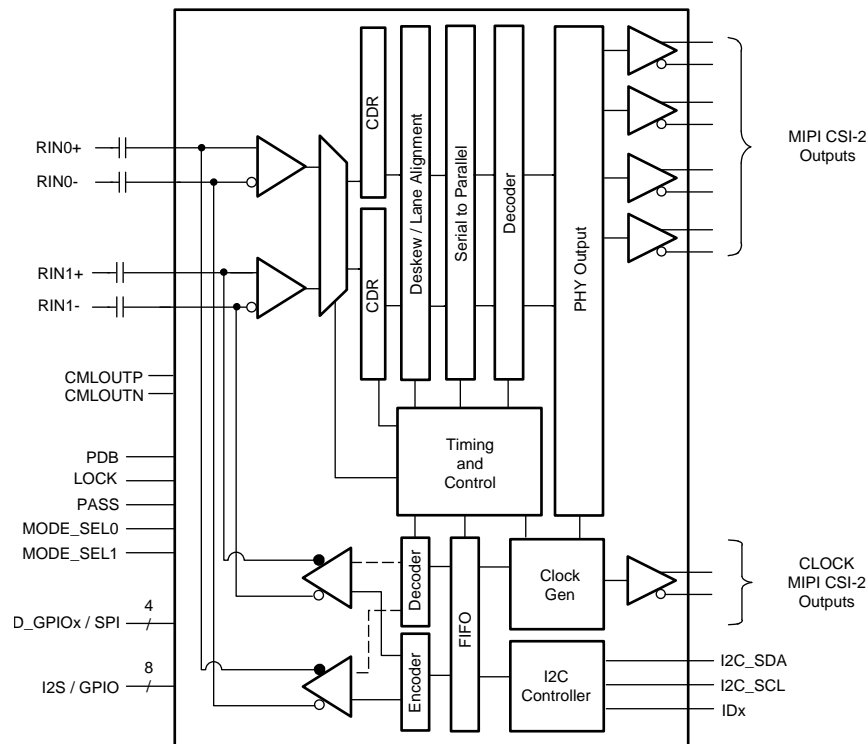 RIN0+
RIN0-
RIN1+
RIN1-
CMLOUTP
CMLOUTN
PDB
LOCK
PASS
MODE_SEL0
MODE_SEL1
4
D_GPIOx / SPI
8
I2S / GPIO
CDR
CDR
Deskew / Lane Alignment
Serial to Parallel
Decoder
PHY Output
Timing
and
Control
Decoder
Encoder
FIFO
Clock
Gen
I2C
Controller
MIPI CSI-2
Outputs
CLOCK
MIPI CSI-2
Outputs
I2C_SDA
I2C_SCL
IDx